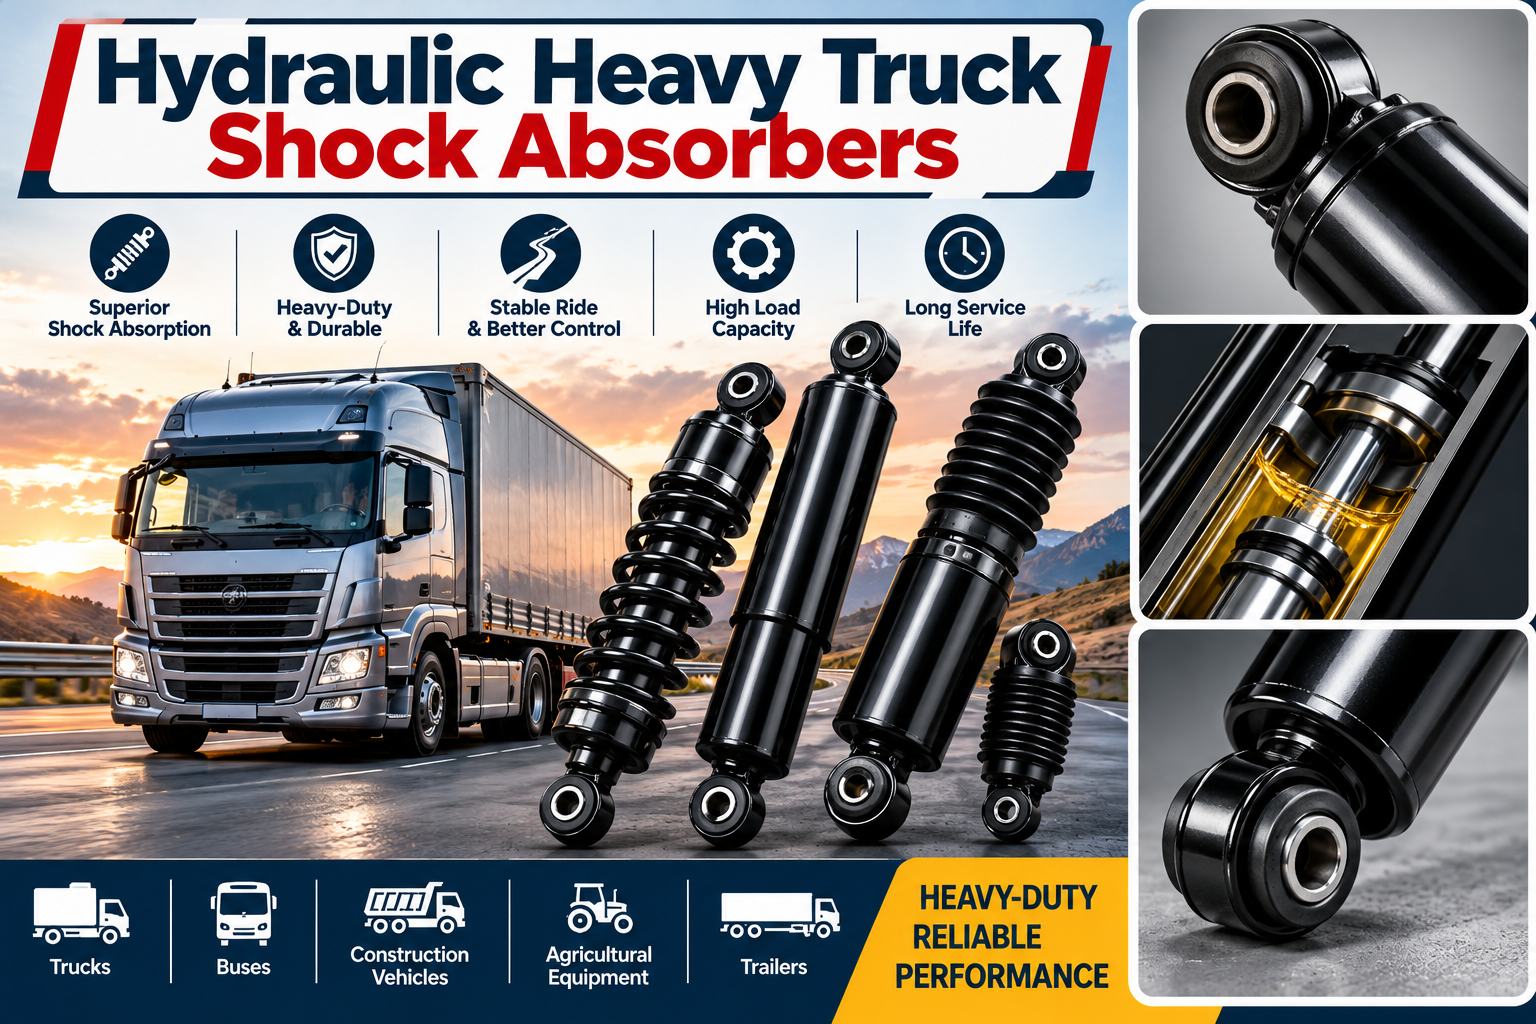 Hydraulic Heavy Truck
Shock Absorbers
Superior
Shock Absorption
Heavy-Duty
& Durable
Stable Ride
& Better Control
High Load
Capacity
Long Service
Life
Trucks
Buses
Construction
Vehicles
Agricultural
Equipment
Trailers
HEAVY-DUTY
RELIABLE
PERFORMANCE